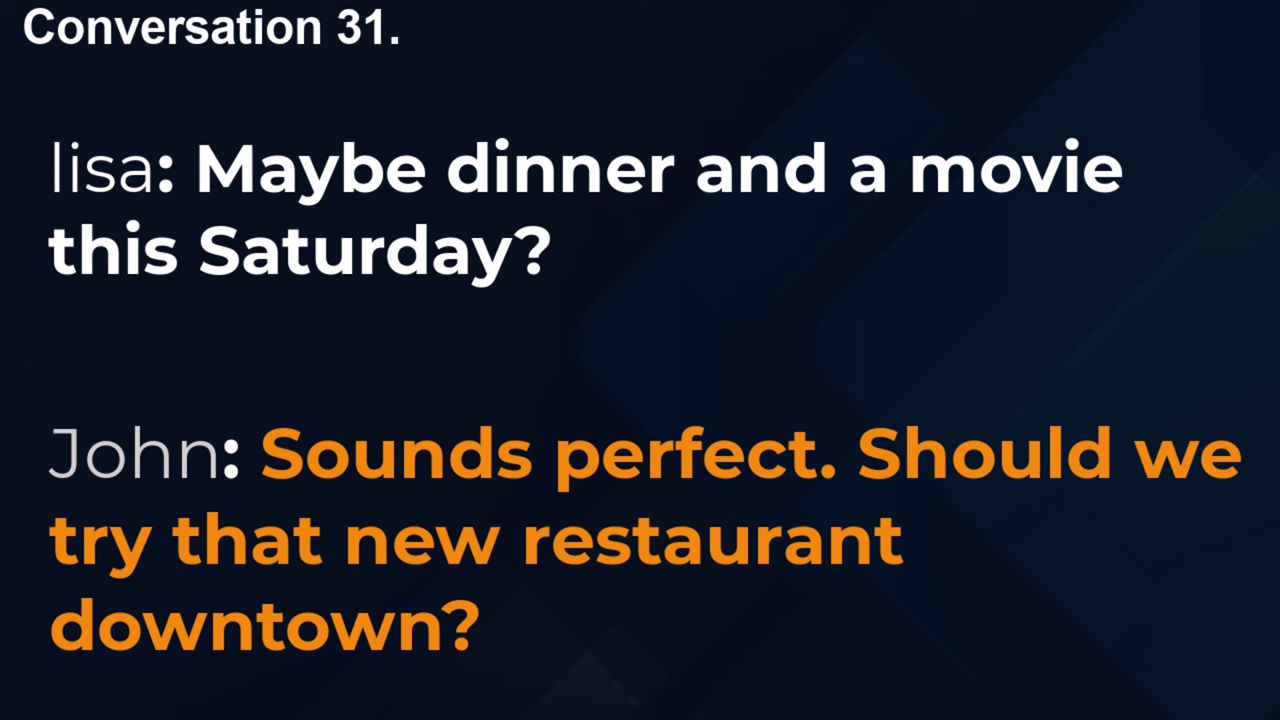 Conversation 31.
lisa: Maybe dinner and a movie
this Saturday?
John: Sounds perfect. Should we
try that new restaurant
downtown?